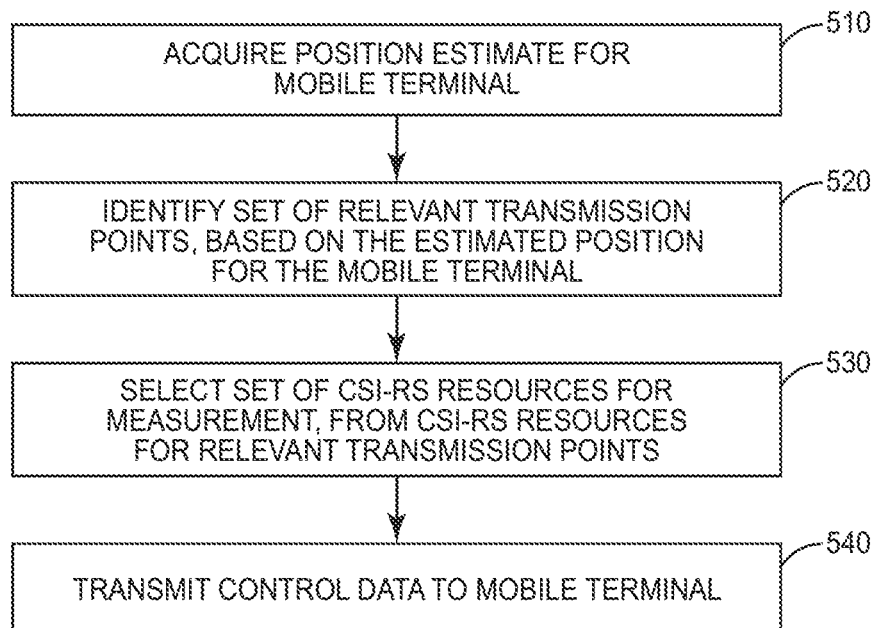 510
ACQUIRE POSITION ESTIMATE FOR
MOBILE TERMINAL
520
IDENTIFY SET OF RELEVANT TRANSMISSION
POINTS, BASED ON THE ESTIMATED POSITION
FOR THE MOBILE TERMINAL
530
SELECT SET OF CSI-RS RESOURCES FOR
MEASUREMENT, FROM CSI-RS RESOURCES
FOR RELEVANT TRANSMISSION POINTS
540
TRANSMIT CONTROL DATA TO MOBILE TERMINAL